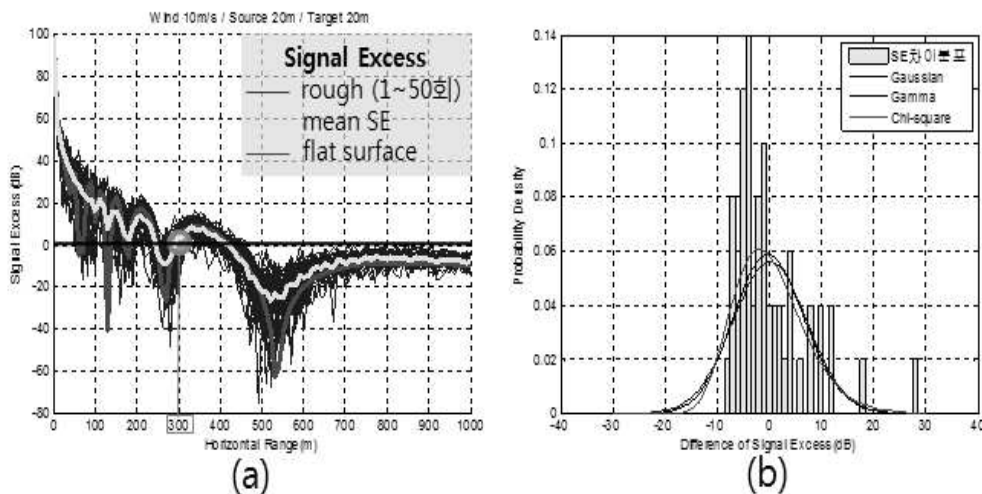 Wind 10m/s / Source 20m / Target 20m
Signal Excess
rough (1~50회)
mean SE
flat surface
100
80
60
40
20
0
-20
-40
-60
-80
Signal Excess (dB)
0 100 200 300 400 500 600 700 800 900 1000
Horizontal Range(m)
(a)
SE차이분포
Gaussian
Gamma
Chi-square
0.14
0.12
0.1
0.08
0.06
0.04
0.02
0
Probability Density
-40 -30 -20 -10 0 10 20 30 40
Difference of Signal Excess(dB)
(b)